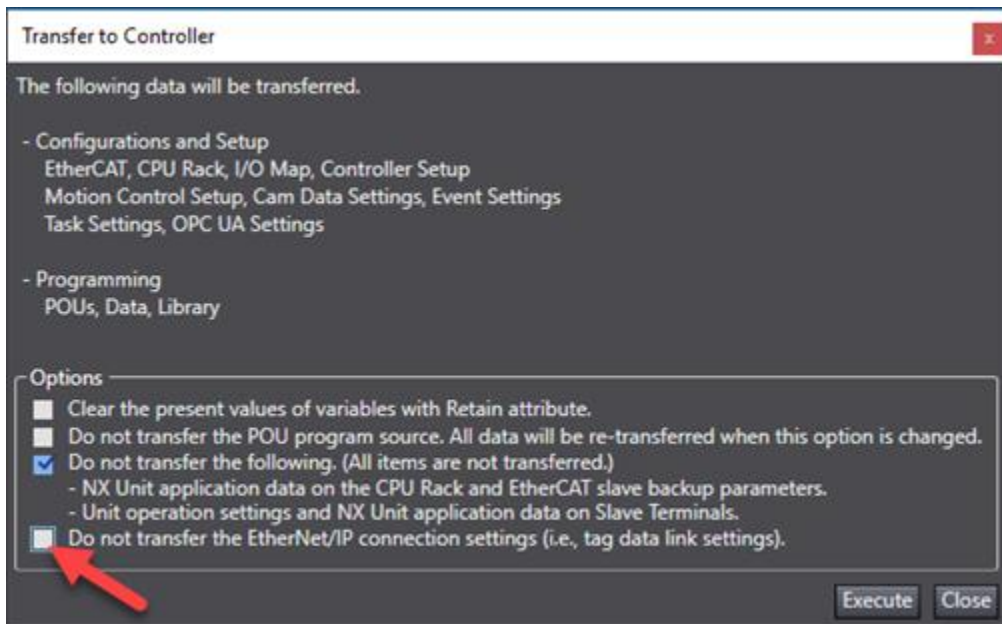 Transfer to Controller
x
The following data will be transferred.
- Configurations and Setup
EtherCAT, CPU Rack, I/O Map, Controller Setup
Motion Control Setup, Cam Data Settings, Event Settings
Task Settings, OPC UA Settings
- Programming
POUs, Data, Library
Options
Clear the present values of variables with Retain attribute.
Do not transfer the POU program source. All data will be re-transferred when this option is changed.
Do not transfer the following. (All items are not transferred.)
- NX Unit application data on the CPU Rack and EtherCAT slave backup parameters.
- Unit operation settings and NX Unit application data on Slave Terminals.
Do not transfer the EtherNet/IP connection settings (i.e., tag data link settings).
Execute Close